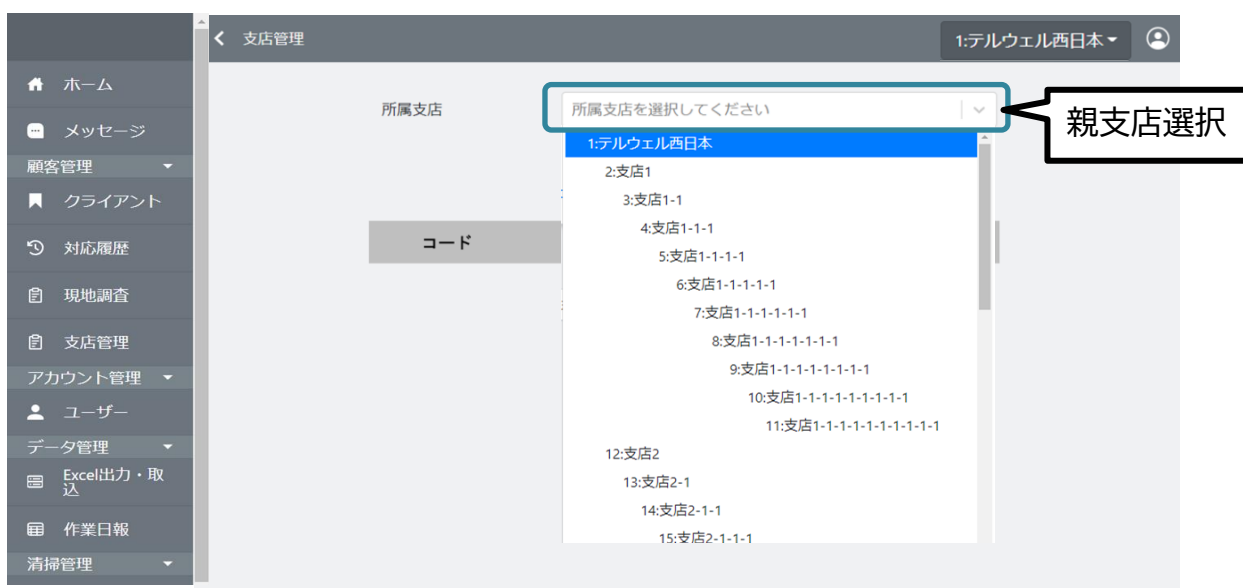 支店管理
1:テルウェル西日本
ホーム
メッセージ
顧客管理
クライアント
対応履歴
現地調査
支店管理
アカウント管理
ユーザー
データ管理
Excel出力・取
込
作業日報
清掃管理
所属支店
所属支店を選択してください
親支店選択
1:テルウェル西日本
2:支店1
3:支店1-1
4:支店1-1-1
5:支店1-1-1-1
6:支店1-1-1-1-1
7:支店1-1-1-1-1-1
8:支店1-1-1-1-1-1-1
9:支店1-1-1-1-1-1-1-1
10:支店1-1-1-1-1-1-1-1-1
11:支店1-1-1-1-1-1-1-1-1-1
12:支店2
13:支店2-1
14:支店2-1-1
15:支店2-1-1-1
コード